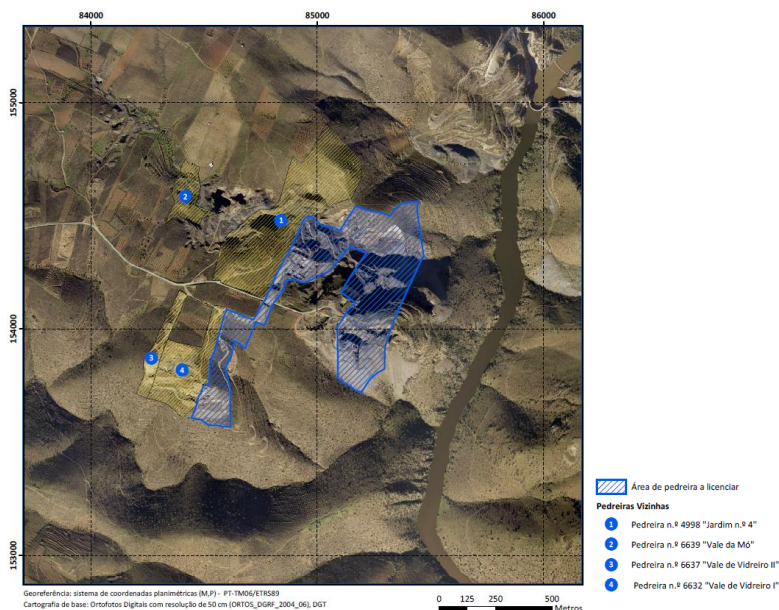 84000 85000 86000
155000
2
1
154000
3
4
153000
Área de pedreira a licenciar
Pedreiras Vizinhas
1 Pedreira n.º 4998 "Jardim n.º 4"
2 Pedreira n.º 6639 "Vale da Mó"
3 Pedreira n.º 6637 "Vale de Vidreiro II"
4 Pedreira n.º 6632 "Vale de Vidreiro I"
Georeferência: sistema de coordenadas planimétricas (M,P) - PT-TM06/ETRS89
Cartografia de base: Ortofotos Digitais com resolução de 50 cm (ORTOS_DGRF_2004_06), DGT
0 125 250 500
Metros